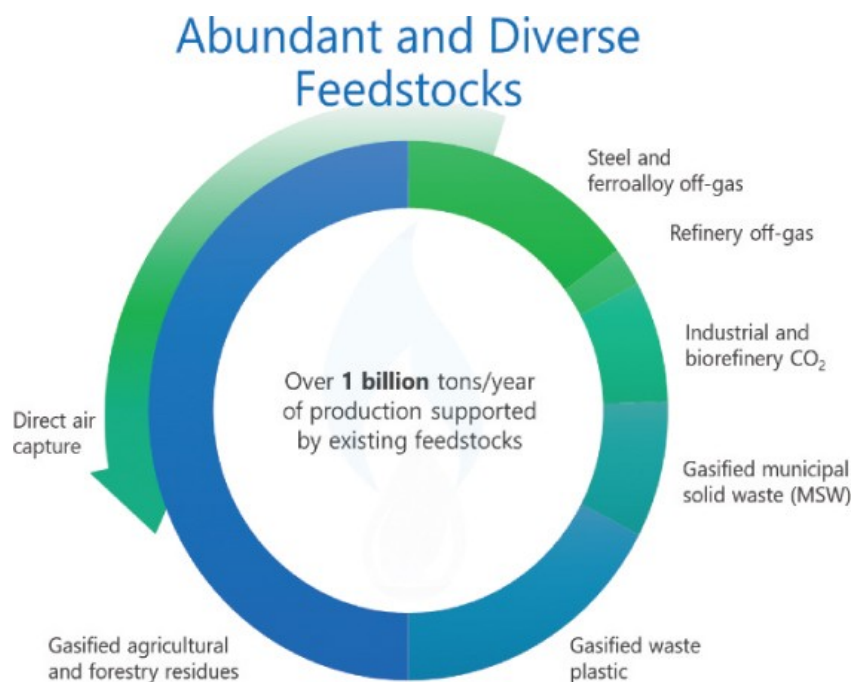 Abundant and Diverse
Feedstocks
Steel and
ferroalloy off-gas
Refinery off-gas
Industrial and
biorefinery CO₂
Over 1 billion tons/year
of production supported
by existing feedstocks
Direct air
capture
Gasified municipal
solid waste (MSW)
Gasified agricultural
and forestry residues
Gasified waste
plastic